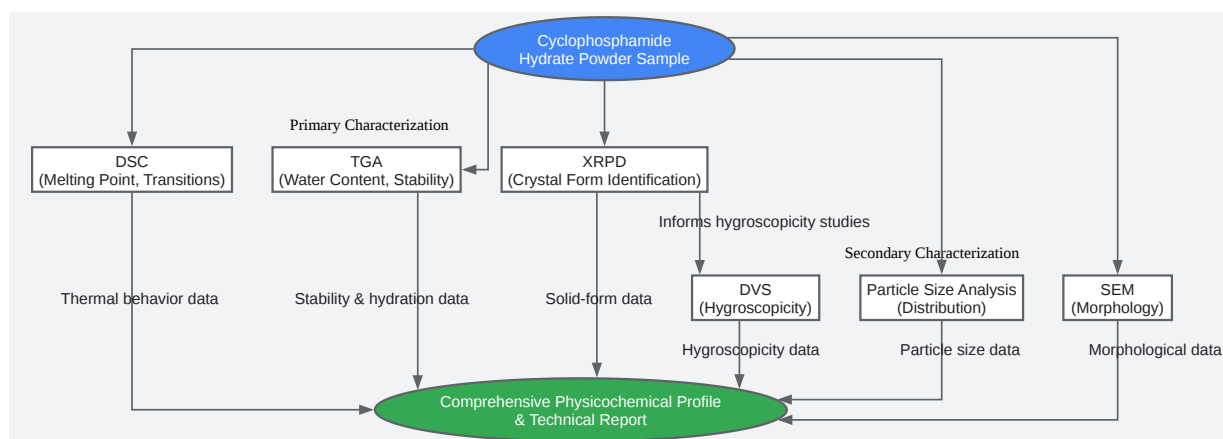 Cyclophosphamide
Hydrate Powder Sample
Primary Characterization
DSC
(Melting Point, Transitions)
TGA
(Water Content, Stability)
XRPD
(Crystal Form Identification)
Informs hygroscopicity studies
Secondary Characterization
DVS
(Hygroscopicity)
Particle Size Analysis
(Distribution)
SEM
(Morphology)
Thermal behavior data
Stability & hydration data
Solid-form data
Hygroscopicity data
Particle size data
Morphological data
Comprehensive Physicochemical Profile
& Technical Report